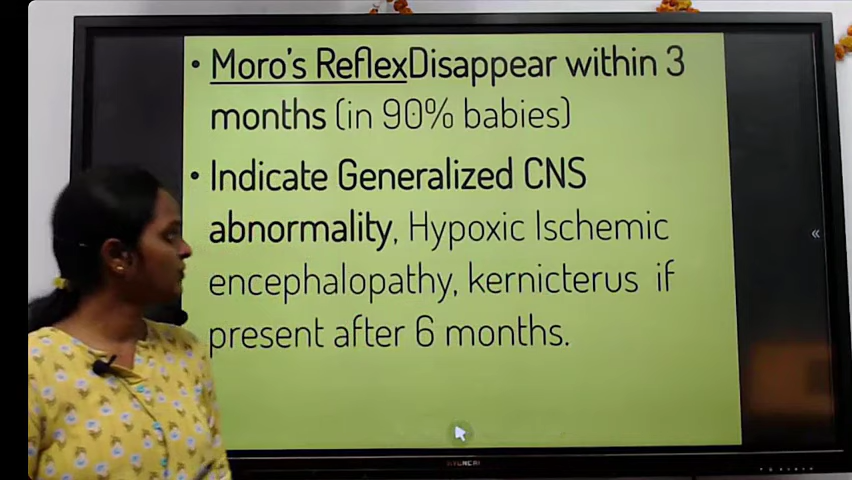 • Moro's ReflexDisappear within 3
months (in 90% babies)
• Indicate Generalized CNS
abnormality, Hypoxic Ischemic
encephalopathy, kernicterus if
present after 6 months.